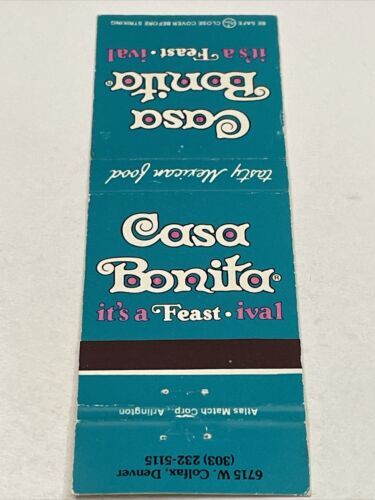 BE SAFE CLOSE COVER BEFORE STRIKING
Casa
Bonita®
it's a Feast•ival
tasty Mexican food
Casa
Bonita®
it's a Feast•ival
Atlas Match Corp., Arlington
6715 W. Colfax, Denver
(303) 232-5115